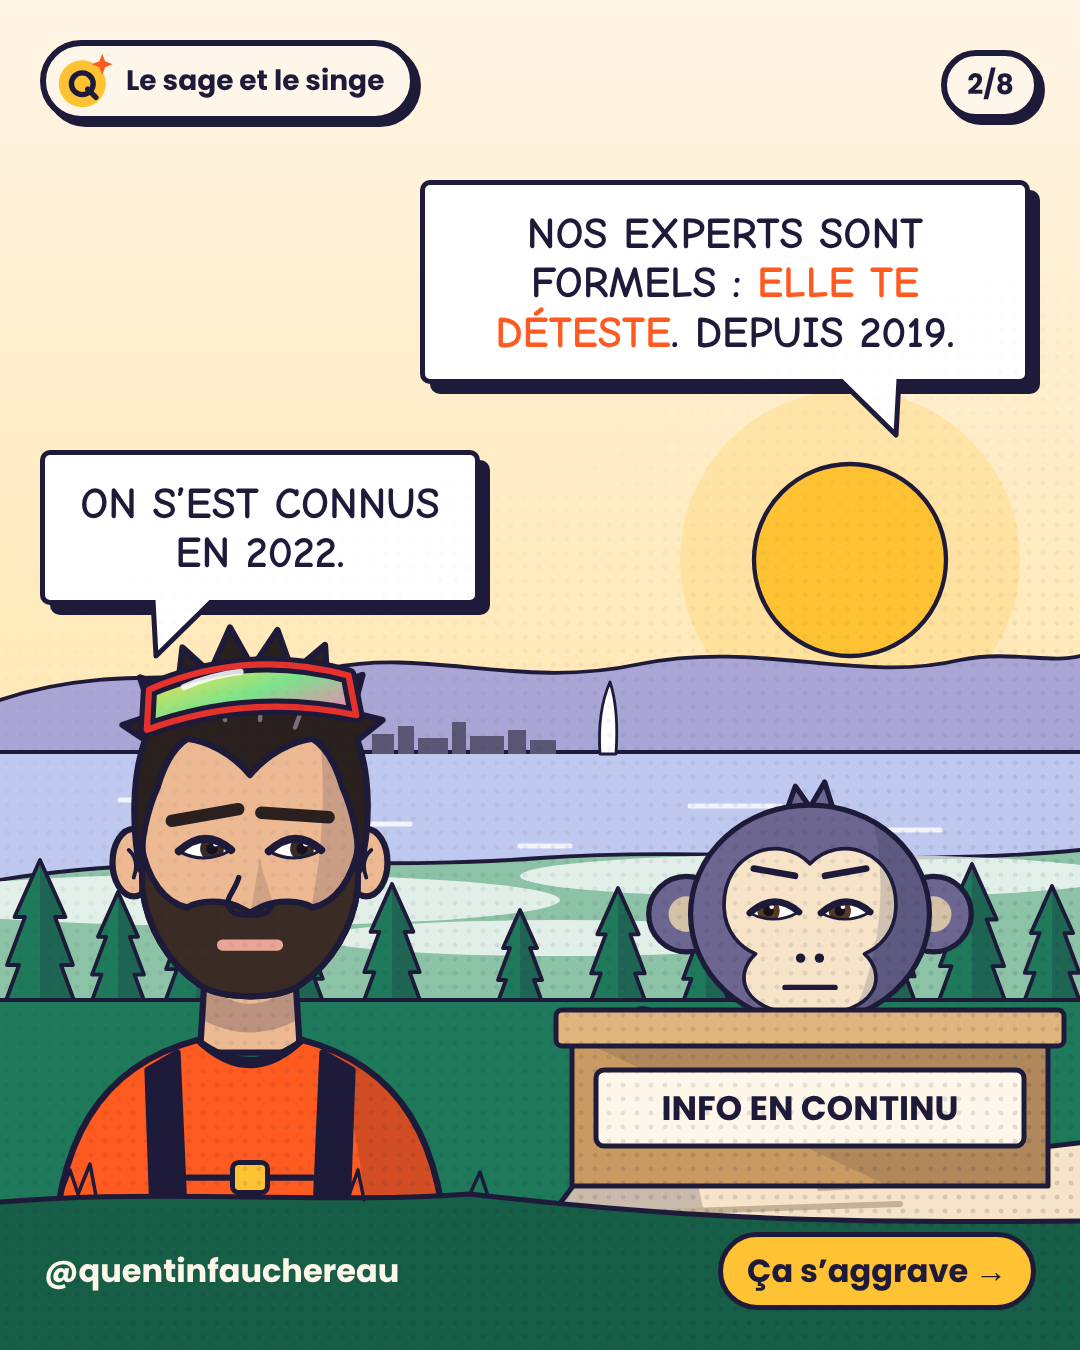 Q
Le sage et le singe
2/8
NOS EXPERTS SONT
FORMELS : ELLE TE
DÉTESTE. DEPUIS 2019.
ON S’EST CONNUS
EN 2022.
INFO EN CONTINU
@quentinfauchereau
Ça s’aggrave →